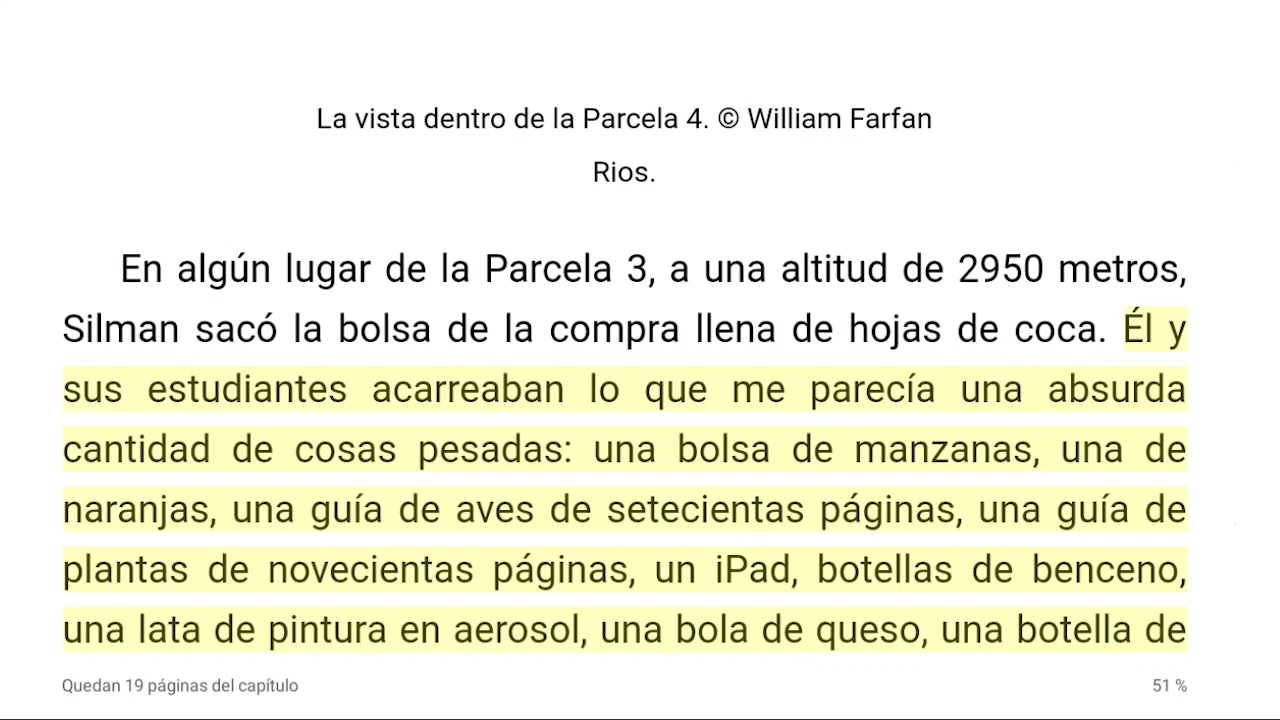 La vista dentro de la Parcela 4. © William Farfan
Rios.
En algún lugar de la Parcela 3, a una altitud de 2950 metros,
Silman sacó la bolsa de la compra llena de hojas de coca. Él y
sus estudiantes acarreaban lo que me parecía una absurda
cantidad de cosas pesadas: una bolsa de manzanas, una de
naranjas, una guía de aves de setecientas páginas, una guía de
plantas de novecientas páginas, un iPad, botellas de benceno,
una lata de pintura en aerosol, una bola de queso, una botella de
Quedan 19 páginas del capítulo
51 %